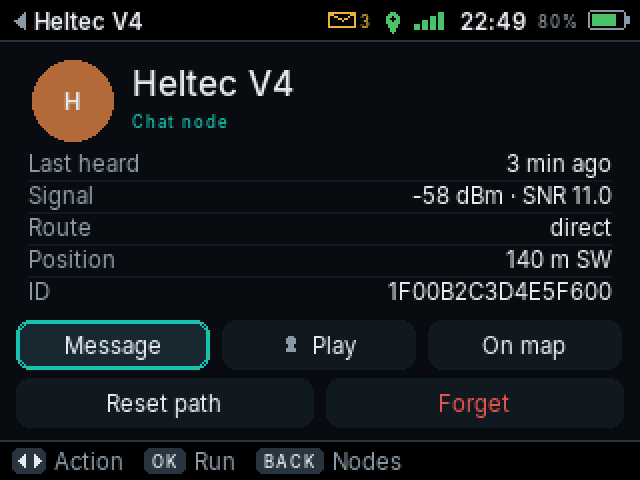 Heltec V4 3 22:49 80%
H
Heltec V4
Chat node
Last heard 3 min ago
Signal -58 dBm · SNR 11.0
Route direct
Position 140 m SW
ID 1F00B2C3D4E5F600
Message Play On map
Reset path Forget
Action OK Run BACK Nodes